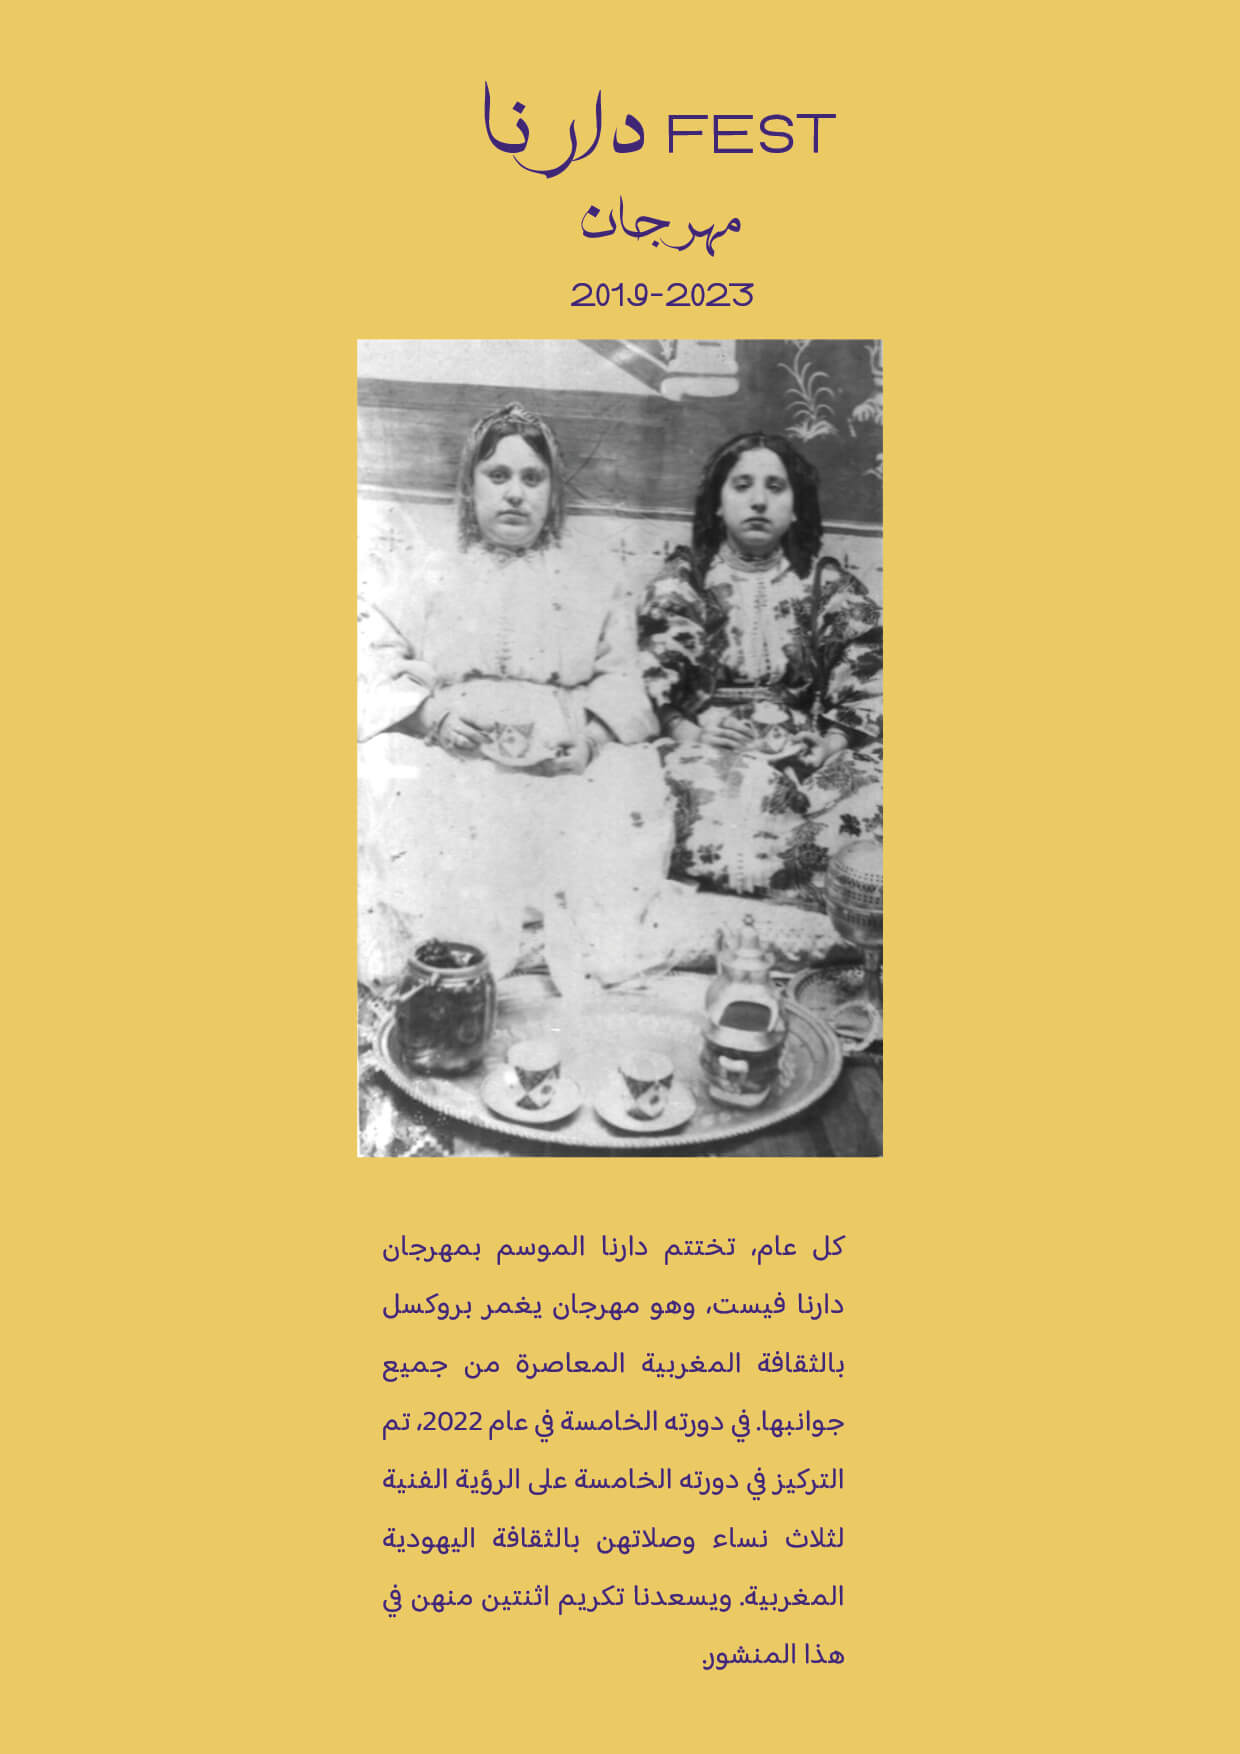 دارنا FEST
مهرجان
2019-2023
كل عام، تختتم دارنا الموسم بمهرجان
دارنا فيست، وهو مهرجان يغمر بروكسل
بالثقافة المغربية المعاصرة من جميع
جوانبها. في دورته الخامسة في عام 2022، تم
التركيز في دورته الخامسة على الرؤية الفنية
لثلاث نساء وصلاتهن بالثقافة اليهودية
المغربية. ويسعدنا تكريم اثنتين منهن في
هذا المنشور.